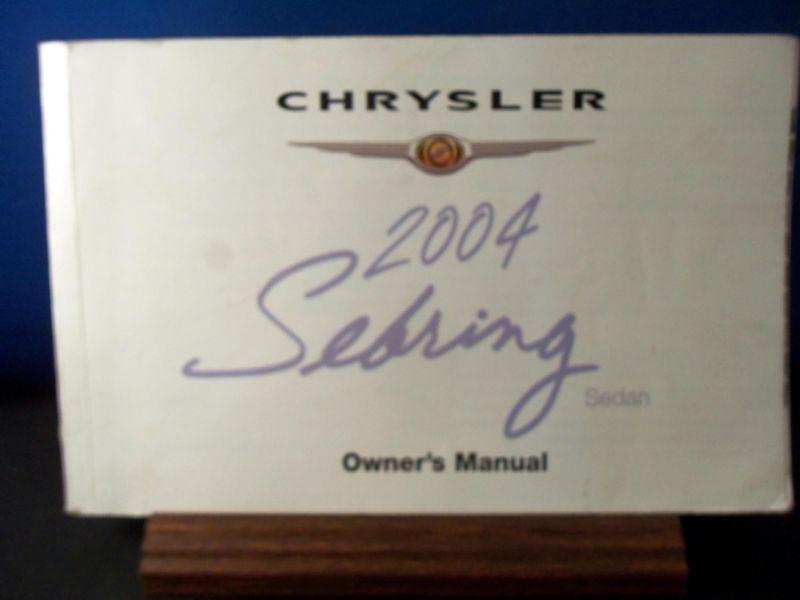 CHRYSLER
2004
Sebring
Sedan
Owner's Manual